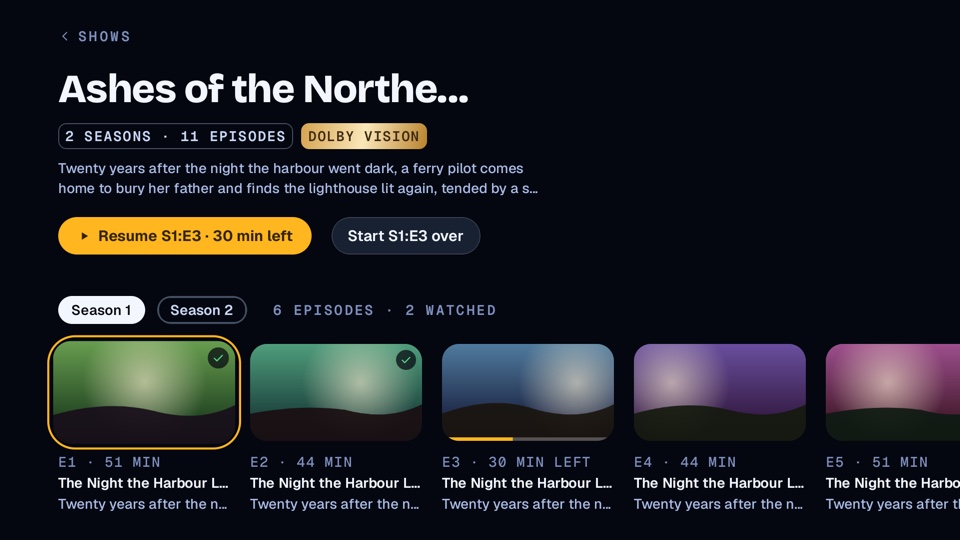 SHOWS
Ashes of the Northe...
2 SEASONS · 11 EPISODES DOLBY VISION
Twenty years after the night the harbour went dark, a ferry pilot comes
home to bury her father and finds the lighthouse lit again, tended by a s...
Resume S1:E3 · 30 min left Start S1:E3 over
Season 1 Season 2 6 EPISODES · 2 WATCHED
E1 · 51 MIN E2 · 44 MIN E3 · 30 MIN LEFT E4 · 44 MIN E5 · 51 MIN
The Night the Harbour L... The Night the Harbour L... The Night the Harbour L... The Night the Harbour L... The Night the Harbo
Twenty years after the n... Twenty years after the n... Twenty years after the n... Twenty years after the n... Twenty years after the